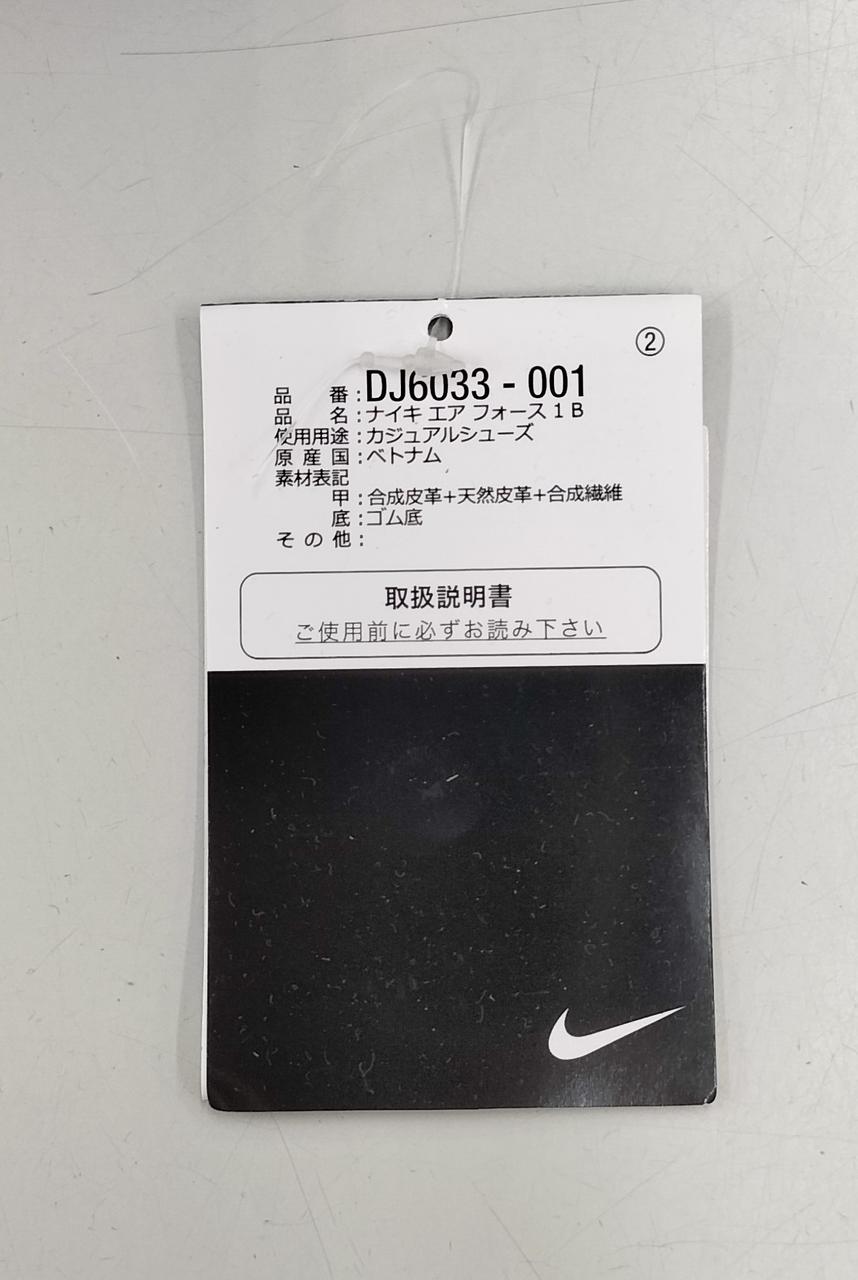 ②
品 番 : DJ6033 - 001
品 名 : ナイキ エア フォース 1 B
使用用途 : カジュアルシューズ
原 産 国 : ベトナム
素材表記
甲 : 合成皮革+天然皮革+合成繊維
底 : ゴム底
そ の 他 :
取扱説明書
ご使用前に必ずお読み下さい